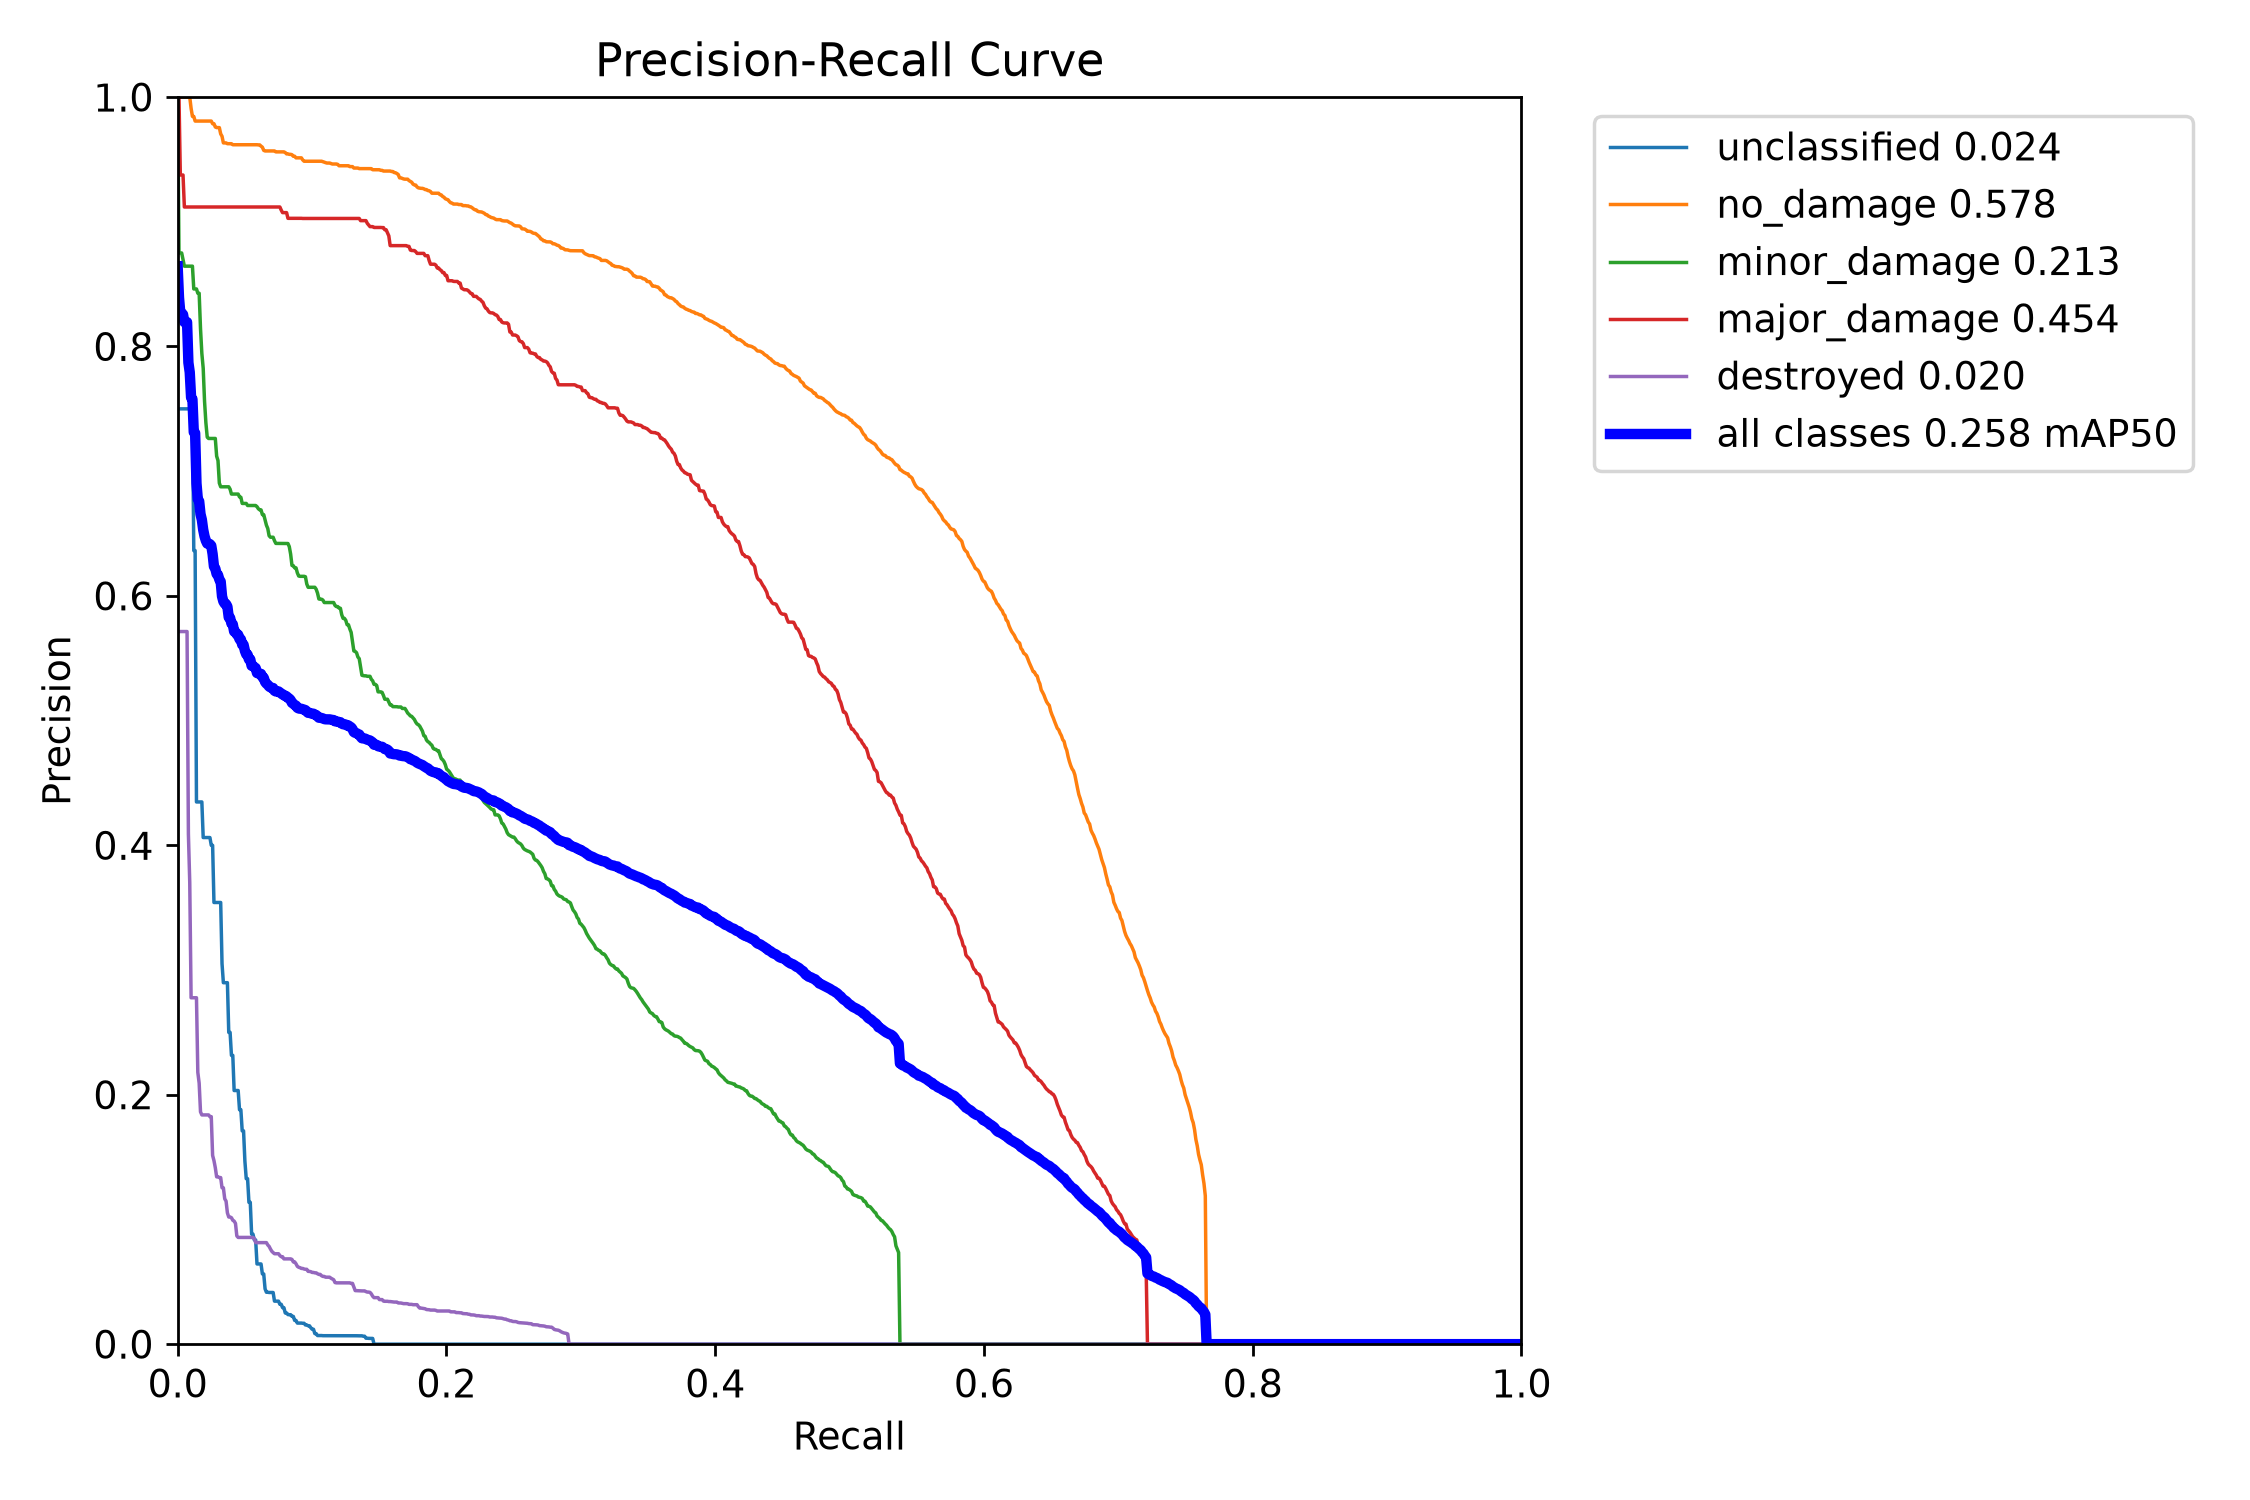 Precision-Recall Curve
1.0
0.8
0.6
0.4
0.2
0.0
Precision
0.0 0.2 0.4 0.6 0.8 1.0
Recall
unclassified 0.024
no_damage 0.578
minor_damage 0.213
major_damage 0.454
destroyed 0.020
all classes 0.258 mAP50